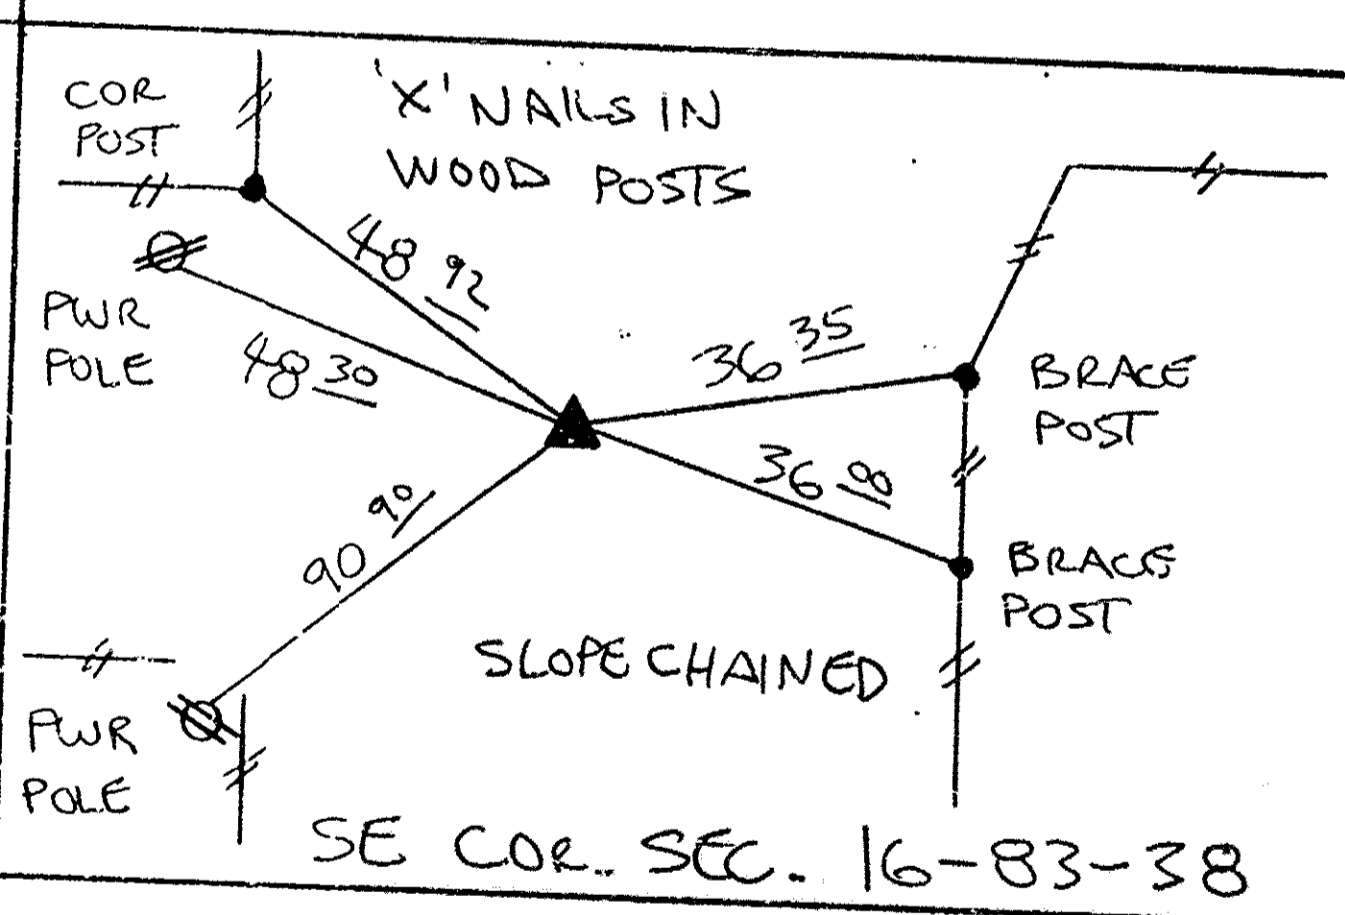 COR
POST
'X' NAILS IN
WOOD POSTS
48 92
PWR
POLE
48 30
36 35
BRACE
POST
36 00
90 90
BRACE
POST
SLOPE CHAINED
PWR
POLE
SE COR. SEC. 16-83-38